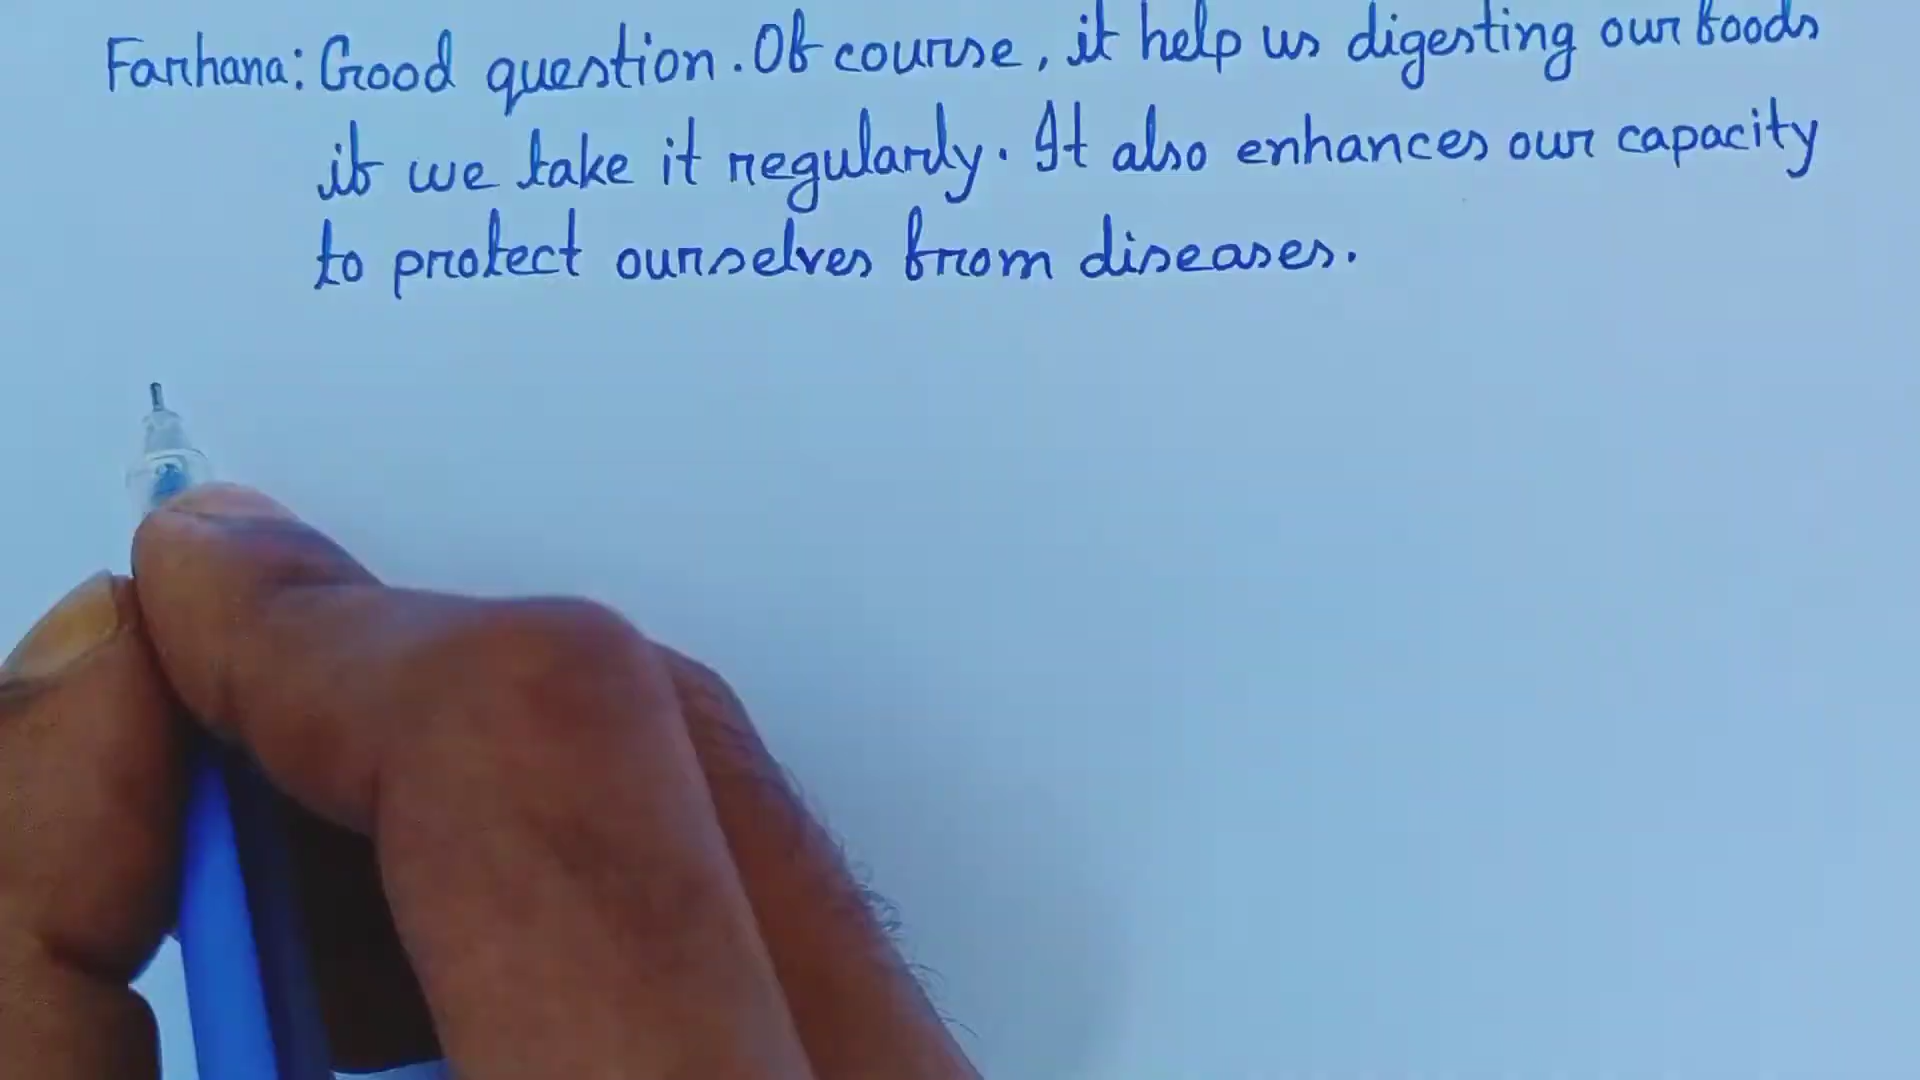 Farhana: Good question. Of course, it help us digesting our foods
if we take it regularly. It also enhances our capacity
to protect ourselves from diseases.